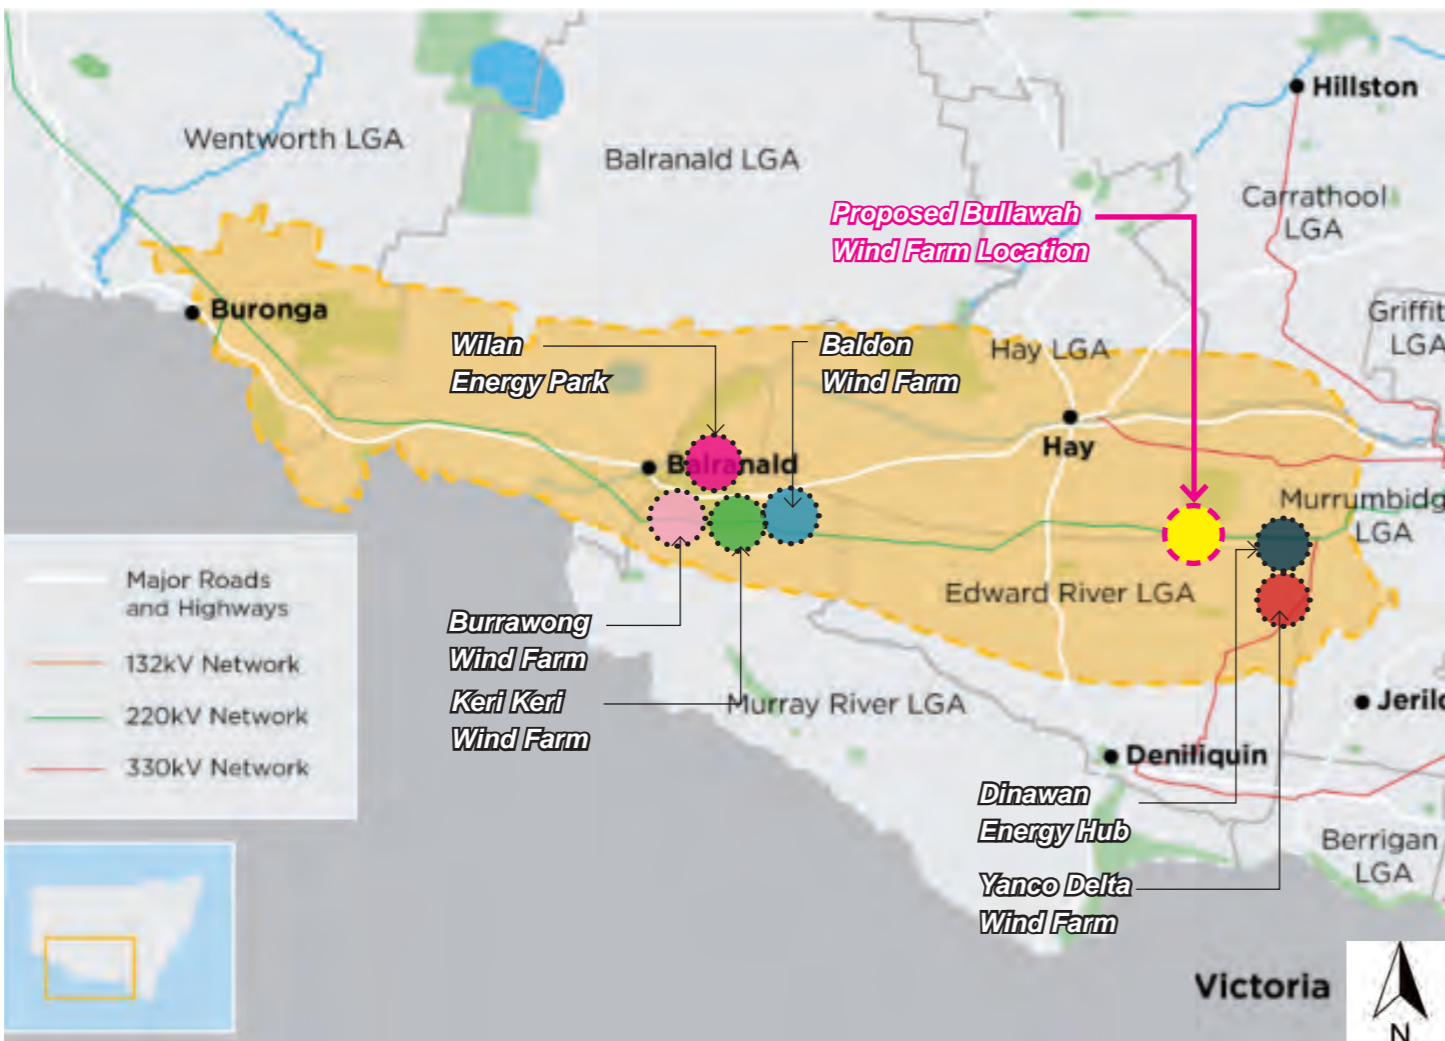 Hillston
Wentworth LGA
Balranald LGA
Carrathool
LGA
Proposed Bullawah
Wind Farm Location
Buronga
Griffit
LGA
Wilan
Energy Park
Baldon
Wind Farm
Hay LGA
Hay
Balranald
Murrumbidg
LGA
Major Roads
and Highways
132kV Network
220kV Network
330kV Network
Edward River LGA
Burrawong
Wind Farm
Keri Keri
Wind Farm
Murray River LGA
Jerild
Deniliquin
Dinawan
Energy Hub
Yanco Delta
Wind Farm
Berrigan
LGA
Victoria
N